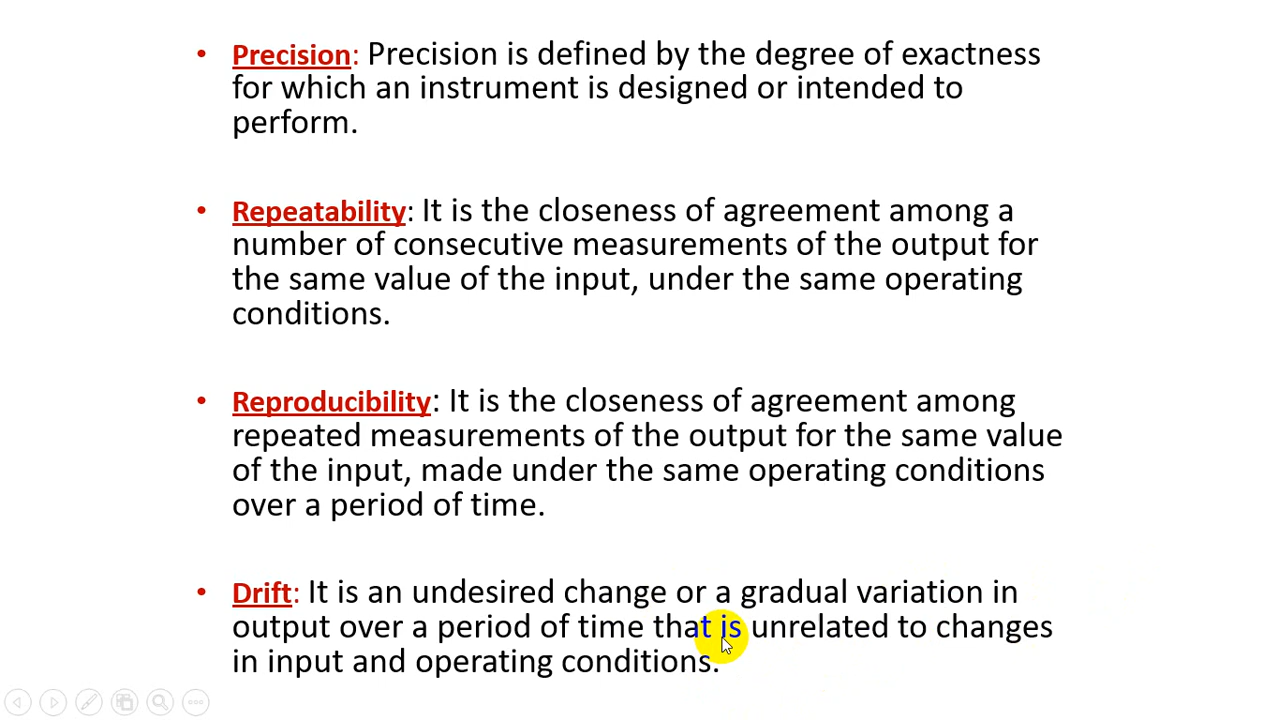 • Precision: Precision is defined by the degree of exactness
for which an instrument is designed or intended to
perform.
• Repeatability: It is the closeness of agreement among a
number of consecutive measurements of the output for
the same value of the input, under the same operating
conditions.
• Reproducibility: It is the closeness of agreement among
repeated measurements of the output for the same value
of the input, made under the same operating conditions
over a period of time.
• Drift: It is an undesired change or a gradual variation in
output over a period of time that is unrelated to changes
in input and operating conditions.